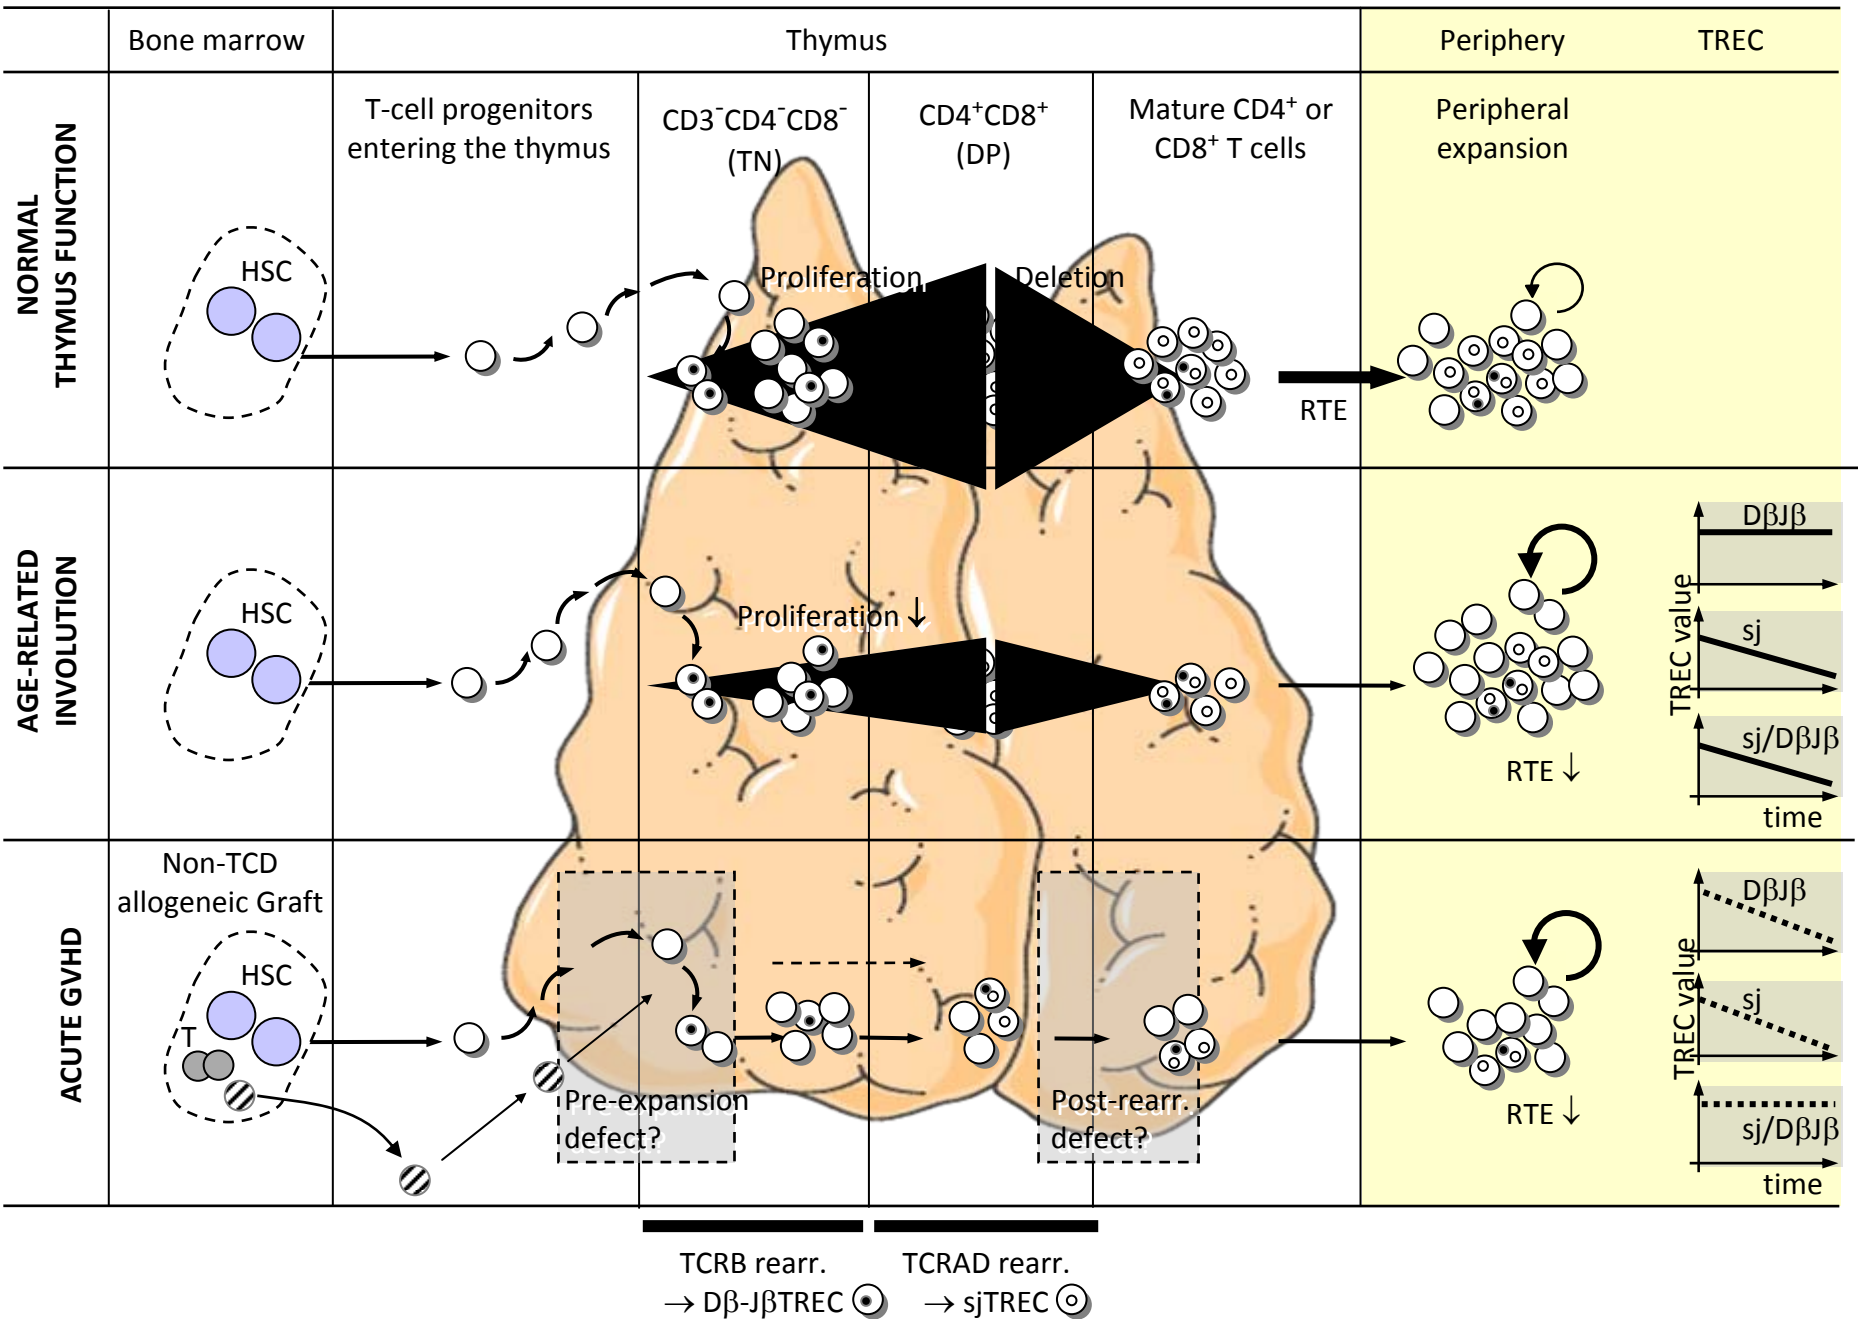 Bone marrow
Thymus
Periphery
TREC
NORMAL
THYMUS FUNCTION
T-cell progenitors
entering the thymus
CD3⁻CD4⁻CD8⁻
(TN)
CD4⁺CD8⁺
(DP)
Mature CD4⁺ or
CD8⁺ T cells
Peripheral
expansion
HSC
Proliferation
Deletion
RTE
AGE-RELATED
INVOLUTION
HSC
Proliferation ↓
RTE ↓
TREC value
DβJβ
sj
sj/DβJβ
time
ACUTE GVHD
Non-TCD
allogeneic Graft
HSC
T
Pre-expansion
defect?
Post-rearr.
defect?
RTE ↓
TREC value
DβJβ
sj
sj/DβJβ
time
TCRB rearr.
→ Dβ-JβTREC
TCRAD rearr.
→ sjTREC